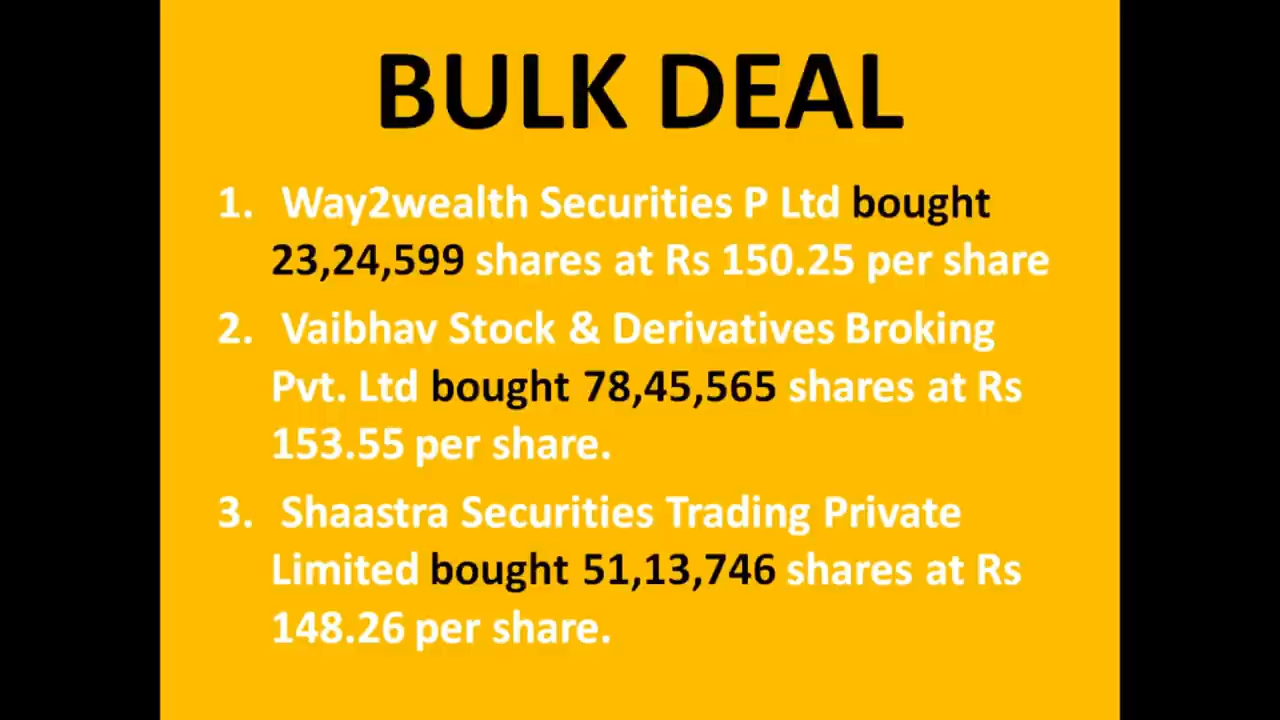 BULK DEAL
1. Way2wealth Securities P Ltd bought
23,24,599 shares at Rs 150.25 per share
2. Vaibhav Stock & Derivatives Broking
Pvt. Ltd bought 78,45,565 shares at Rs
153.55 per share.
3. Shaastra Securities Trading Private
Limited bought 51,13,746 shares at Rs
148.26 per share.